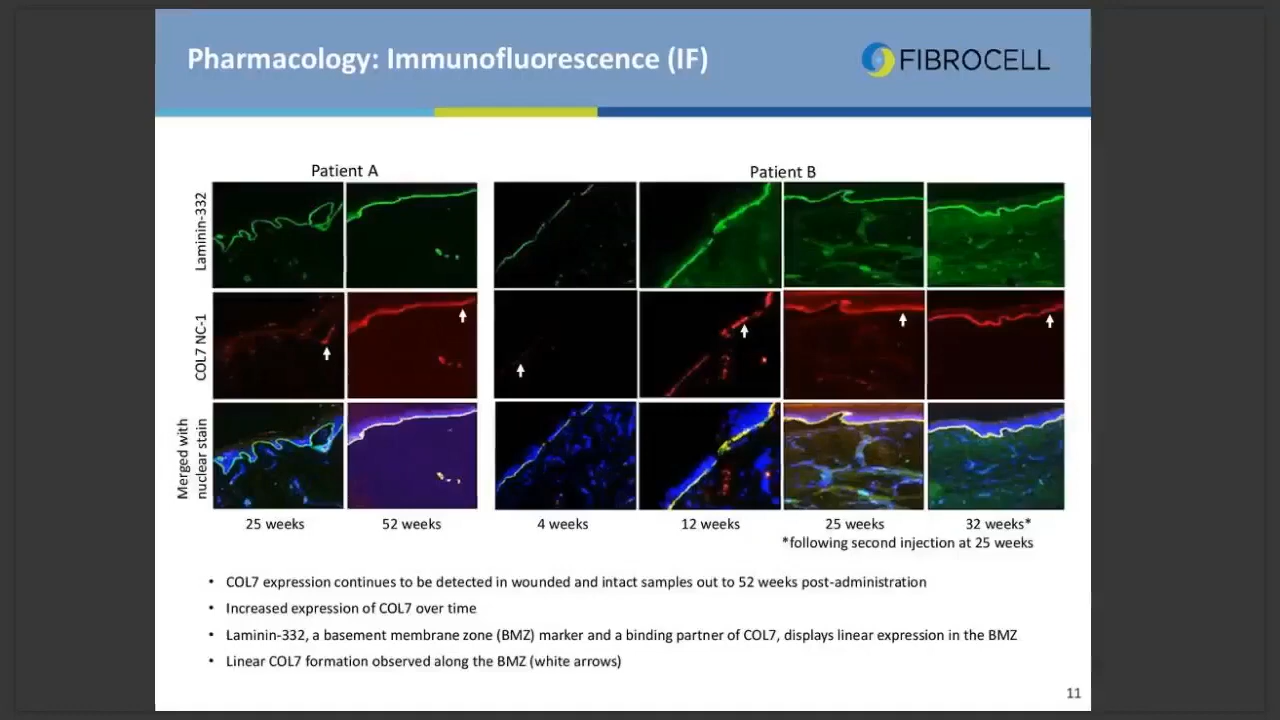 Pharmacology: Immunofluorescence (IF)
FIBROCELL
Patient A
Patient B
Laminin-332
COL7 NC-1
Merged with
nuclear stain
25 weeks
52 weeks
4 weeks
12 weeks
25 weeks
32 weeks*
*following second injection at 25 weeks
• COL7 expression continues to be detected in wounded and intact samples out to 52 weeks post-administration
• Increased expression of COL7 over time
• Laminin-332, a basement membrane zone (BMZ) marker and a binding partner of COL7, displays linear expression in the BMZ
• Linear COL7 formation observed along the BMZ (white arrows)
11